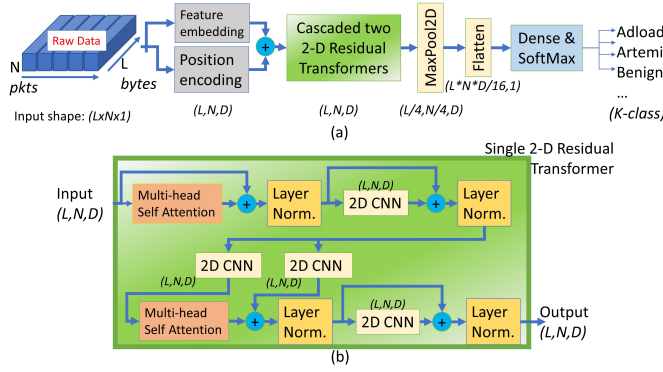 Raw Data
N
pkts
L
bytes
Input shape: (LxNx1)
Feature
embedding
Position
encoding
+
(L,N,D)
Cascaded two
2-D Residual
Transformers
(L,N,D)
MaxPool2D
(L/4,N/4,D)
Flatten
(L*N*D/16,1)
Dense &
SoftMax
Adload
Artemi
Benign
...
(K-class)
(a)
Single 2-D Residual
Transformer
Input
(L,N,D)
Multi-head
Self Attention
+
Layer
Norm.
(L,N,D)
2D CNN
+
Layer
Norm.
2D CNN
2D CNN
(L,N,D)
(L,N,D)
Multi-head
Self Attention
+
Layer
Norm.
(L,N,D)
2D CNN
+
Layer
Norm.
Output
(L,N,D)
(b)